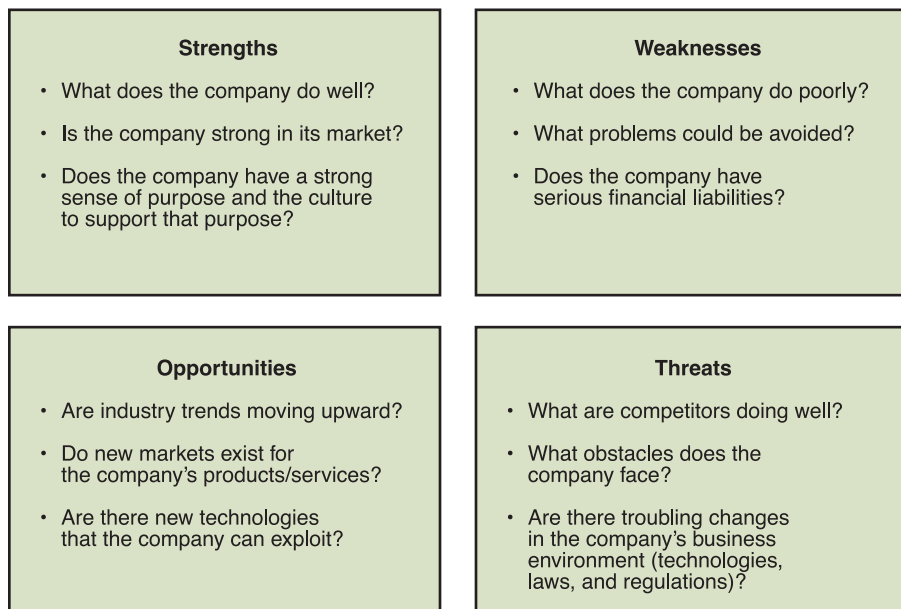 Strengths
• What does the company do well?
• Is the company strong in its market?
• Does the company have a strong
sense of purpose and the culture
to support that purpose?
Weaknesses
• What does the company do poorly?
• What problems could be avoided?
• Does the company have
serious financial liabilities?
Opportunities
• Are industry trends moving upward?
• Do new markets exist for
the company’s products/services?
• Are there new technologies
that the company can exploit?
Threats
• What are competitors doing well?
• What obstacles does the
company face?
• Are there troubling changes
in the company’s business
environment (technologies,
laws, and regulations)?